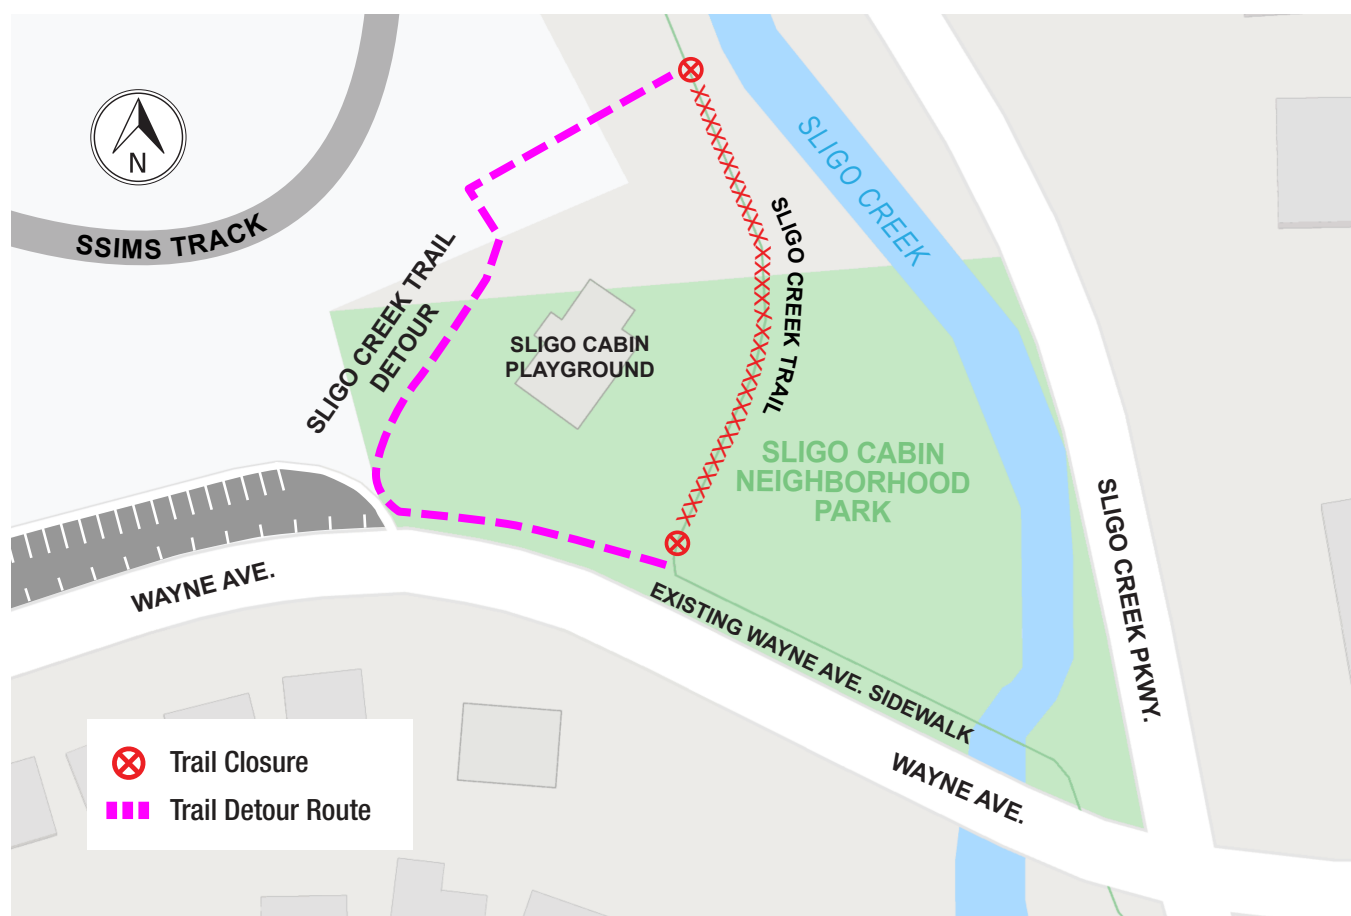 N
SSIMS TRACK
SLIGO CREEK
SLIGO CREEK TRAIL
DETOUR
SLIGO CREEK TRAIL
SLIGO CABIN
PLAYGROUND
SLIGO CABIN
NEIGHBORHOOD
PARK
SLIGO CREEK PKWY.
WAYNE AVE.
EXISTING WAYNE AVE. SIDEWALK
WAYNE AVE.
Trail Closure
Trail Detour Route